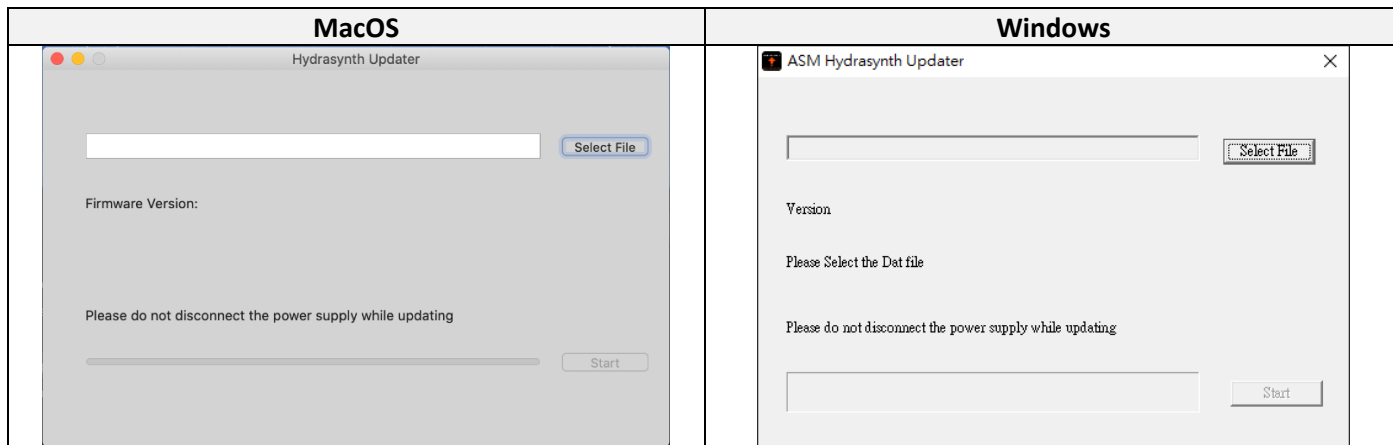 MacOS
Windows
Hydrasynth Updater
Select File
Firmware Version:
Please do not disconnect the power supply while updating
Start
ASM Hydrasynth Updater
Select File
Version
Please Select the Dat file
Please do not disconnect the power supply while updating
Start